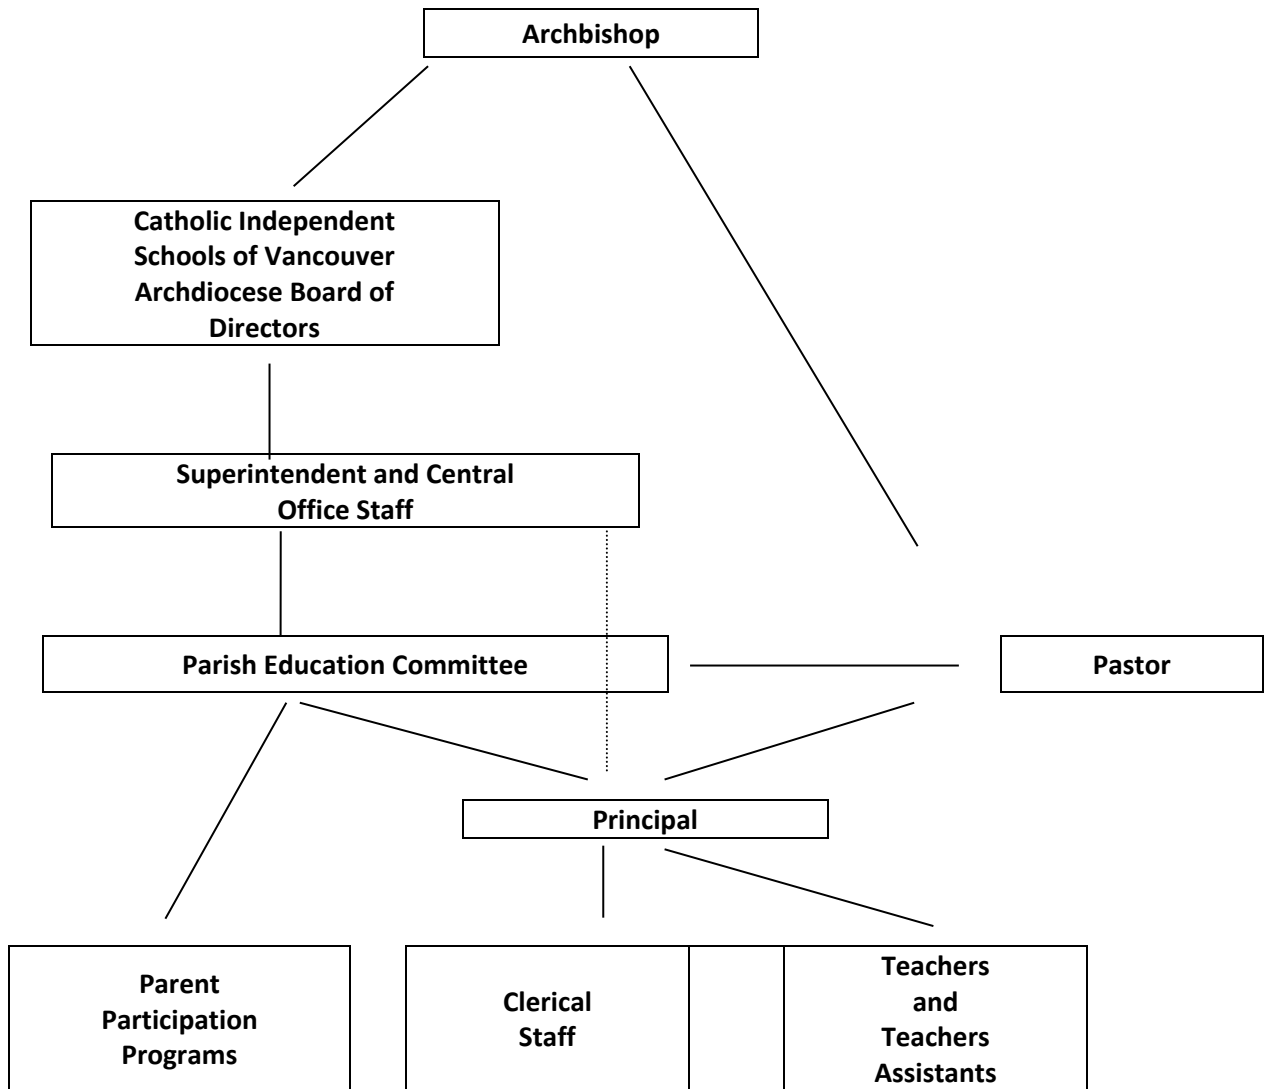 Archbishop
Catholic Independent
Schools of Vancouver
Archdiocese Board of
Directors
Superintendent and Central
Office Staff
Parish Education Committee
Pastor
Principal
Parent
Participation
Programs
Clerical
Staff
Teachers
and
Teachers
Assistants